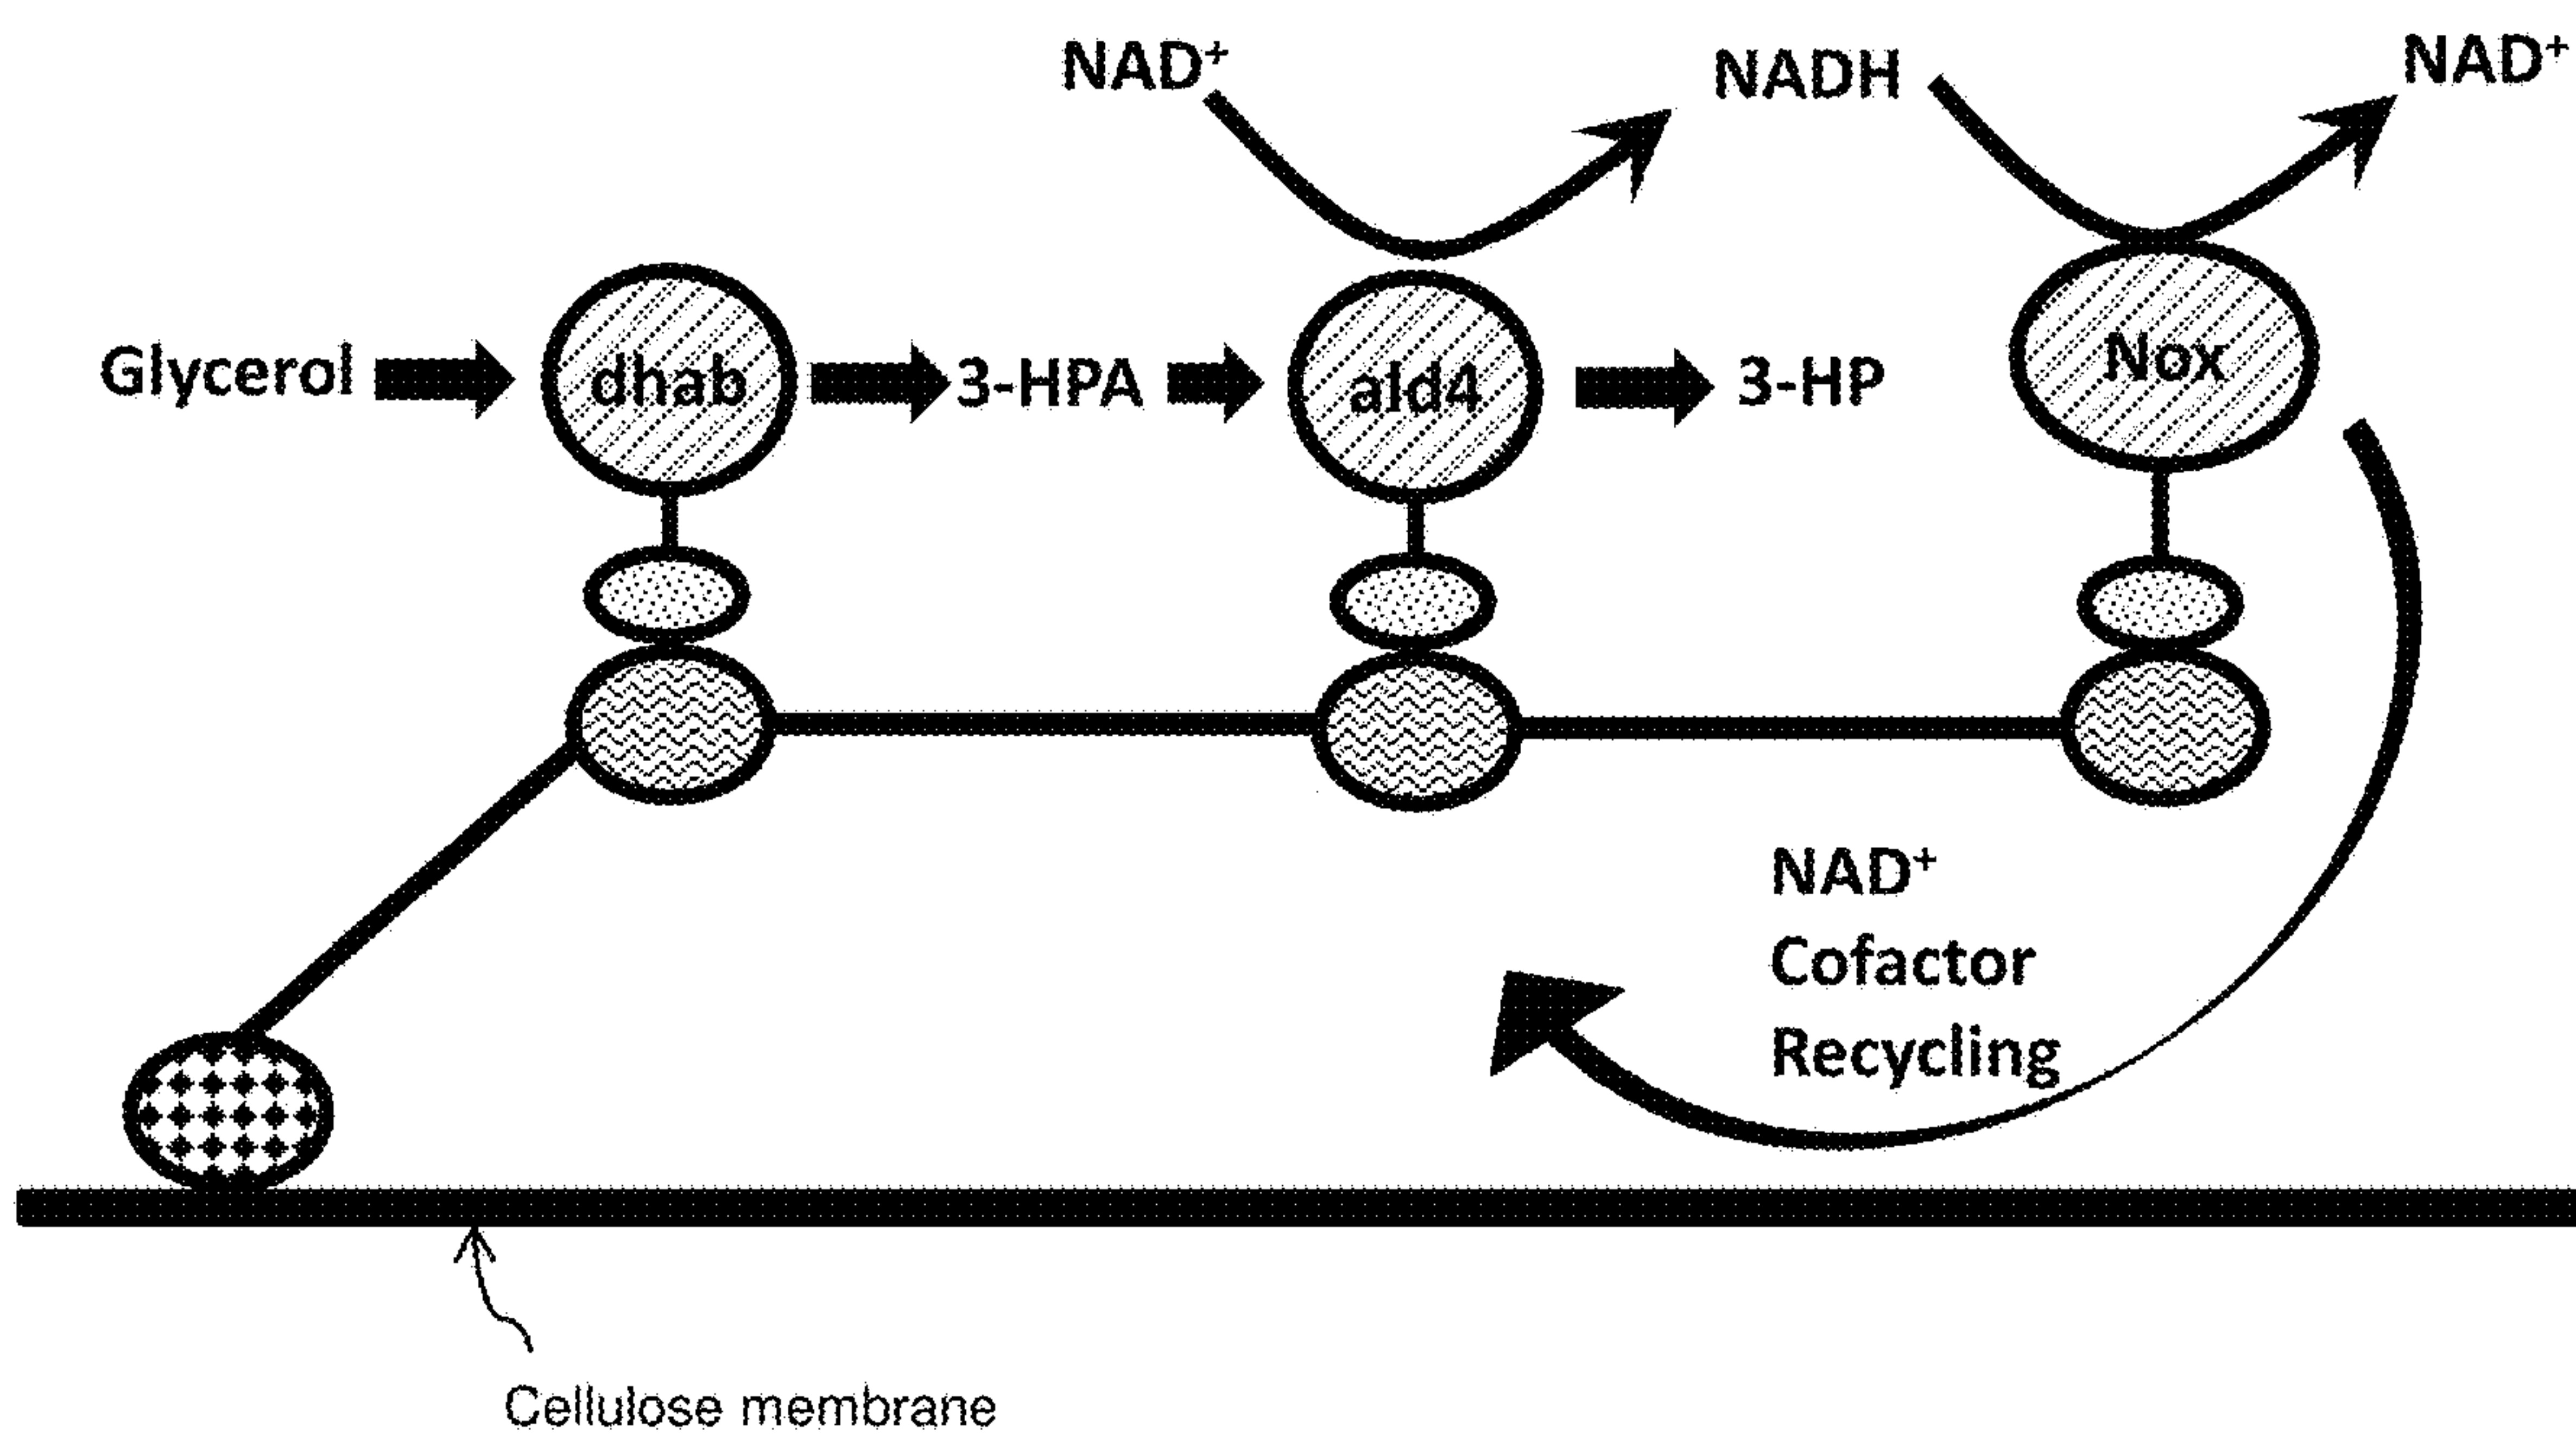 NAD⁺ NADH NAD⁺
Glycerol dhab 3-HPA ald4 3-HP Nox
NAD⁺
Cofactor
Recycling
Cellulose membrane